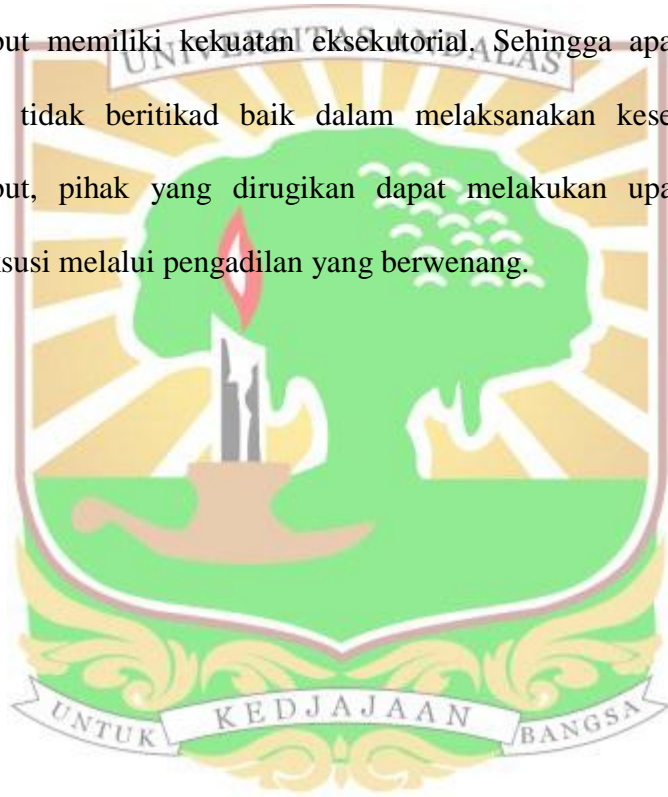 but memiliki kekuatan eksekutorial. Sehingga apa
UNIVERSITAS ANDALAS
tidak beritikad baik dalam melaksanakan kese
but, pihak yang dirugikan dapat melakukan upa
susi melalui pengadilan yang berwenang.
UNTUK KEDJAJAAN BANGSA